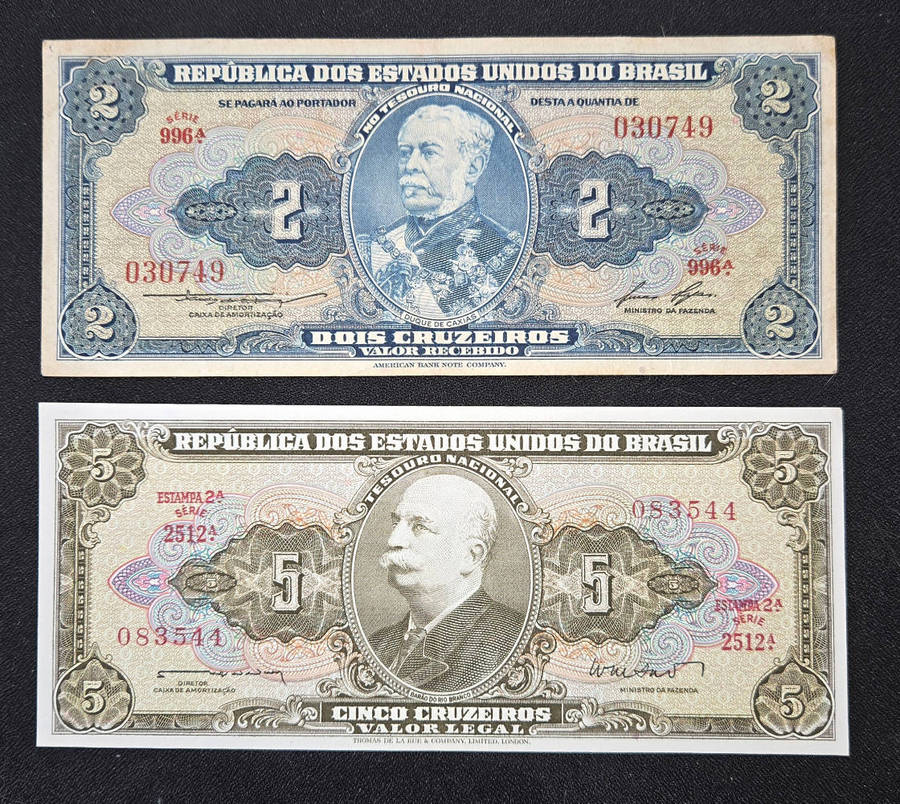 REPÚBLICA DOS ESTADOS UNIDOS DO BRASIL
2 2
SE PAGARÁ AO PORTADOR NO TESOURO NACIONAL DESTA A QUANTIA DE
SÉRIE
996ª
030749
2 2
030749
SÉRIE
996ª
DIRETOR
CAIXA DE AMORTIZAÇÃO
MINISTRO DA FAZENDA
DUQUE DE CAXIAS
2 2
DOIS CRUZEIROS
VALOR RECEBIDO
AMERICAN BANK NOTE COMPANY.
REPÚBLICA DOS ESTADOS UNIDOS DO BRASIL
5 5
TESOURO NACIONAL
ESTAMPA 2ª
SÉRIE
2512ª
083544
5 5 5 5
083544
ESTAMPA 2ª
SÉRIE
2512ª
DIRETOR
CAIXA DE AMORTIZAÇÃO
MINISTRO DA FAZENDA
BARÃO DO RIO BRANCO
5 5
CINCO CRUZEIROS
VALOR LEGAL
THOMAS DE LA RUE & COMPANY, LIMITED, LONDON.